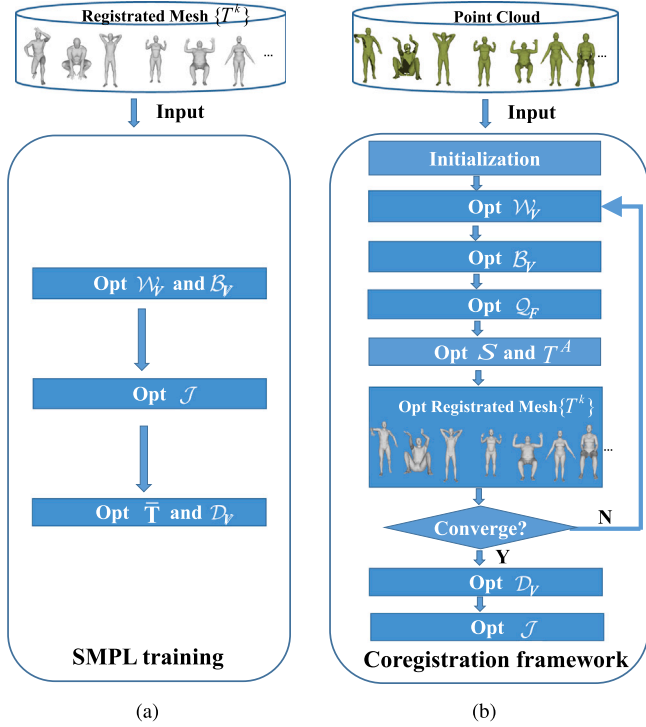 Registrated Mesh {T^k}
...
Input
Opt 𝒲_V and ℬ_V
Opt 𝒥
Opt T̄ and 𝒟_V
SMPL training
(a)
Point Cloud
...
Input
Initialization
Opt 𝒲_V
Opt ℬ_V
Opt 𝒬_F
Opt 𝒮 and T^A
Opt Registrated Mesh{T^k}
...
Converge?
N
Y
Opt 𝒟_V
Opt 𝒥
Coregistration framework
(b)